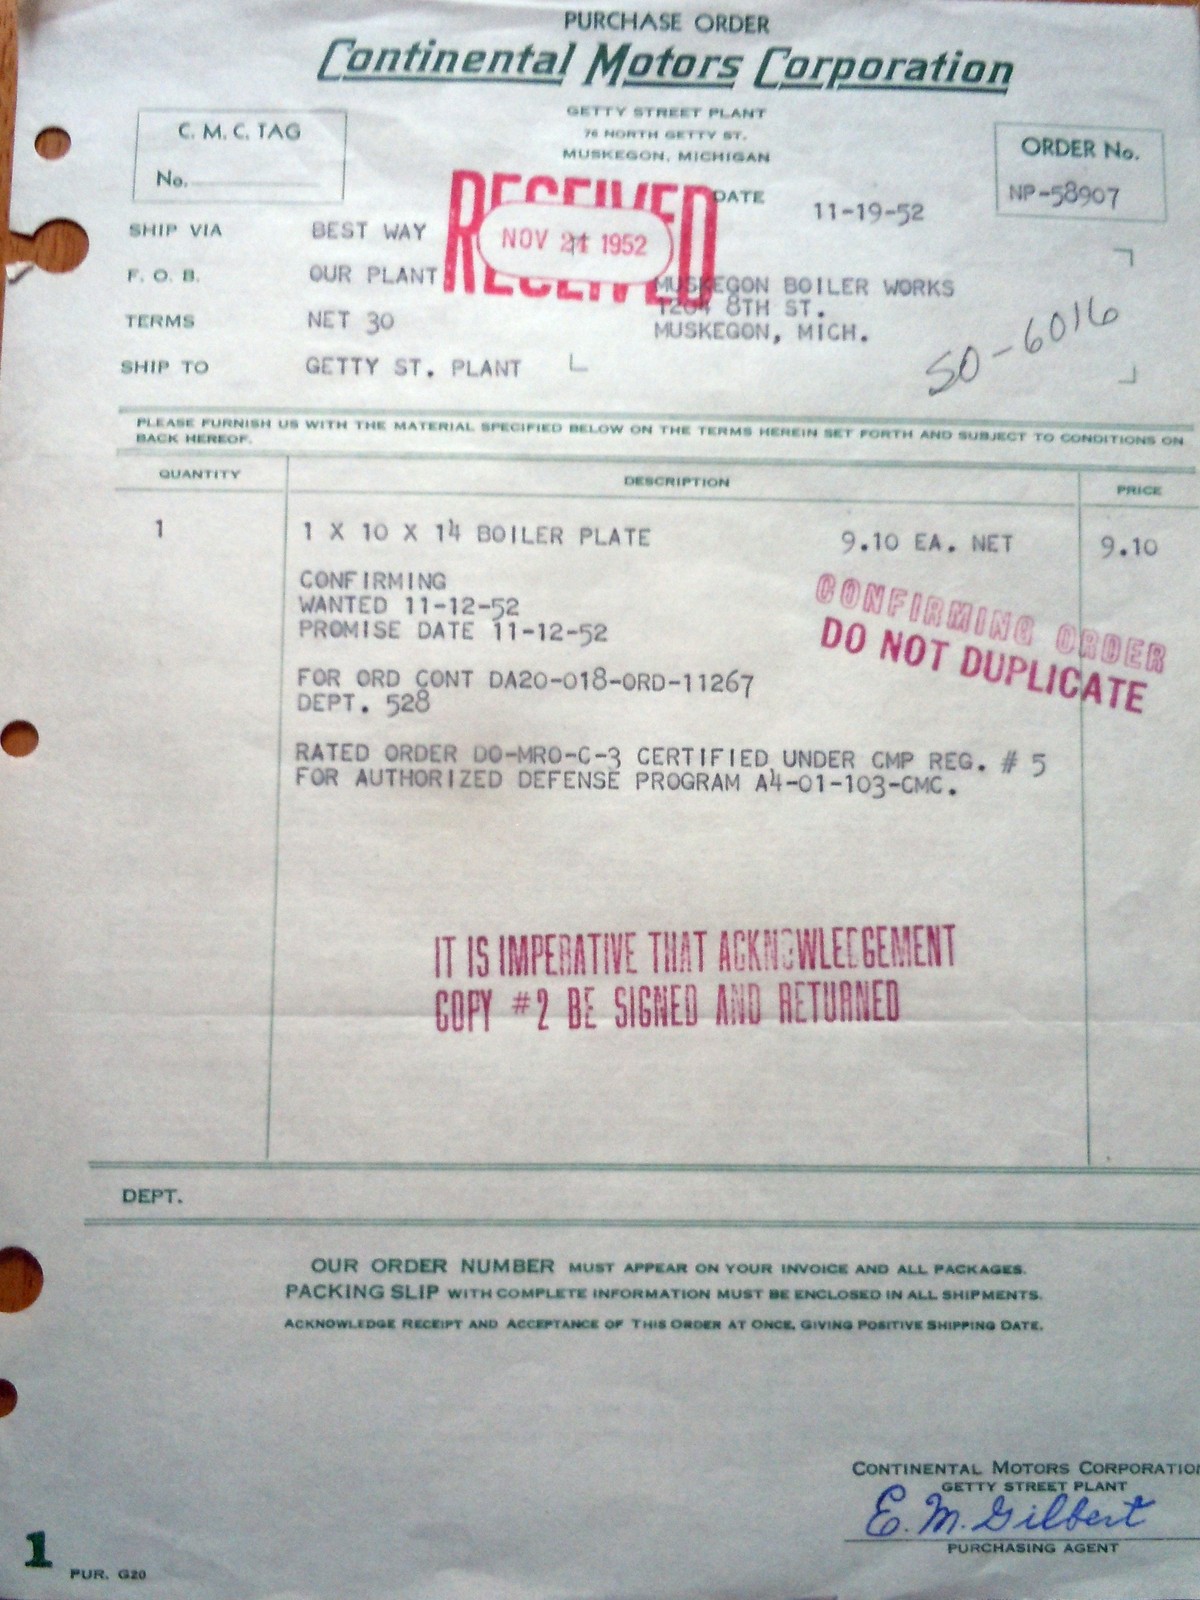 PURCHASE ORDER
Continental Motors Corporation
GETTY STREET PLANT
76 NORTH GETTY ST.
MUSKEGON, MICHIGAN
C. M. C. TAG
No.
ORDER No.
NP-58907
DATE 11-19-52
RECEIVED
NOV 21 1952
RECEIVED
SHIP VIA BEST WAY
F. O. B. OUR PLANT
TERMS NET 30
SHIP TO GETTY ST. PLANT
MUSKEGON BOILER WORKS
1204 8TH ST.
MUSKEGON, MICH.
SO-6016
PLEASE FURNISH US WITH THE MATERIAL SPECIFIED BELOW ON THE TERMS HEREIN SET FORTH AND SUBJECT TO CONDITIONS ON
BACK HEREOF.
QUANTITY DESCRIPTION PRICE
1 1 X 10 X 14 BOILER PLATE 9.10 EA. NET 9.10
CONFIRMING
WANTED 11-12-52
PROMISE DATE 11-12-52
CONFIRMING ORDER
DO NOT DUPLICATE
FOR ORD CONT DA20-018-ORD-11267
DEPT. 528
RATED ORDER DO-MRO-C-3 CERTIFIED UNDER CMP REG. # 5
FOR AUTHORIZED DEFENSE PROGRAM A4-01-103-CMC.
IT IS IMPERATIVE THAT ACKNOWLEDGEMENT
COPY #2 BE SIGNED AND RETURNED
DEPT.
OUR ORDER NUMBER MUST APPEAR ON YOUR INVOICE AND ALL PACKAGES.
PACKING SLIP WITH COMPLETE INFORMATION MUST BE ENCLOSED IN ALL SHIPMENTS.
ACKNOWLEDGE RECEIPT AND ACCEPTANCE OF THIS ORDER AT ONCE, GIVING POSITIVE SHIPPING DATE.
CONTINENTAL MOTORS CORPORATION
GETTY STREET PLANT
E. M. Gilbert
PURCHASING AGENT
1
PUR. G20